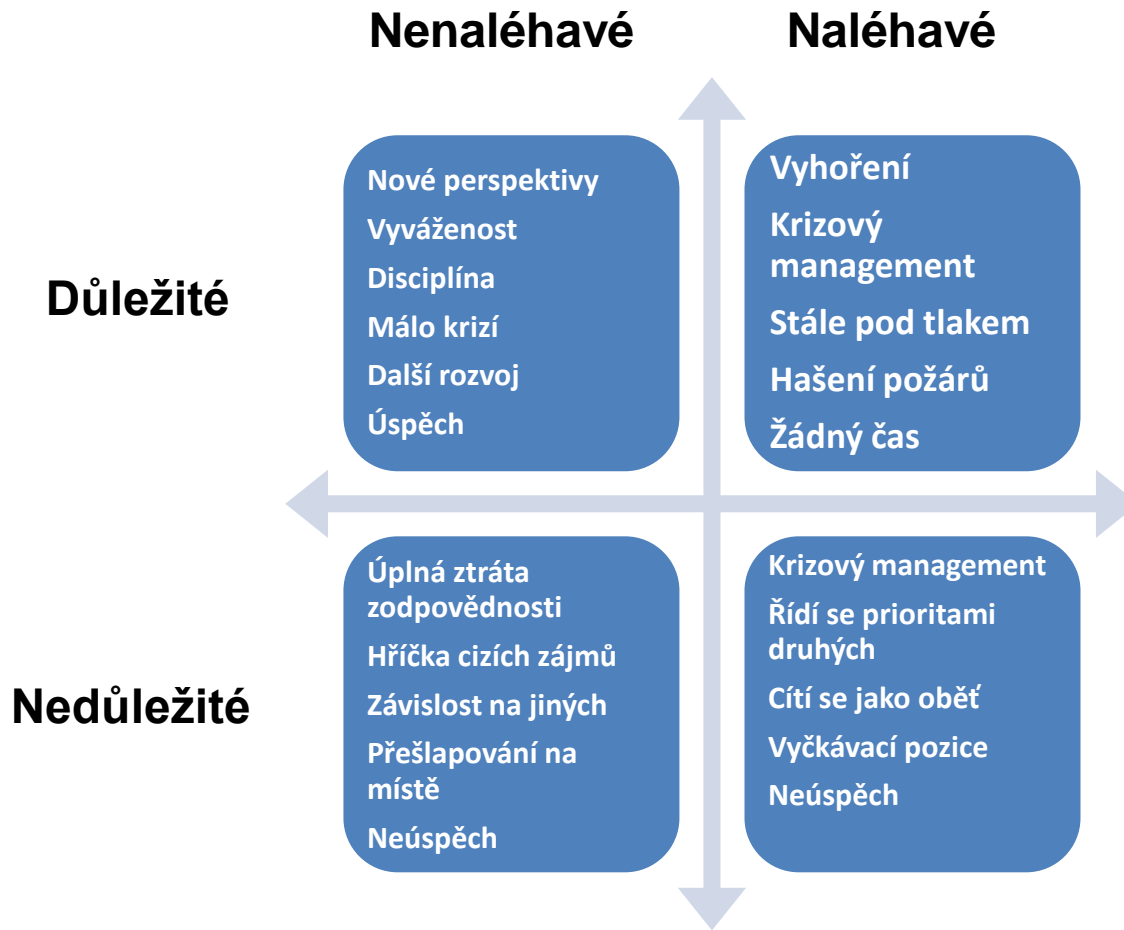 Nenaléhavé
Naléhavé
Důležité
Nové perspektivy
Vyváženost
Disciplína
Málo krizí
Další rozvoj
Úspěch
Vyhoření
Krizový
management
Stále pod tlakem
Hašení požárů
Žádný čas
Nedůležité
Úplná ztráta
zodpovědnosti
Hříčka cizích zájmů
Závislost na jiných
Přešlapování na
místě
Neúspěch
Krizový management
Řídí se prioritami
druhých
Cítí se jako oběť
Vyčkávací pozice
Neúspěch